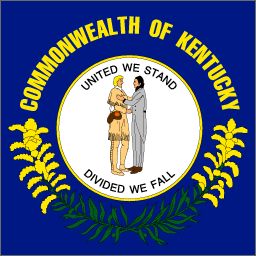 COMMONWEALTH OF KENTUCKY
UNITED WE STAND
DIVIDED WE FALL